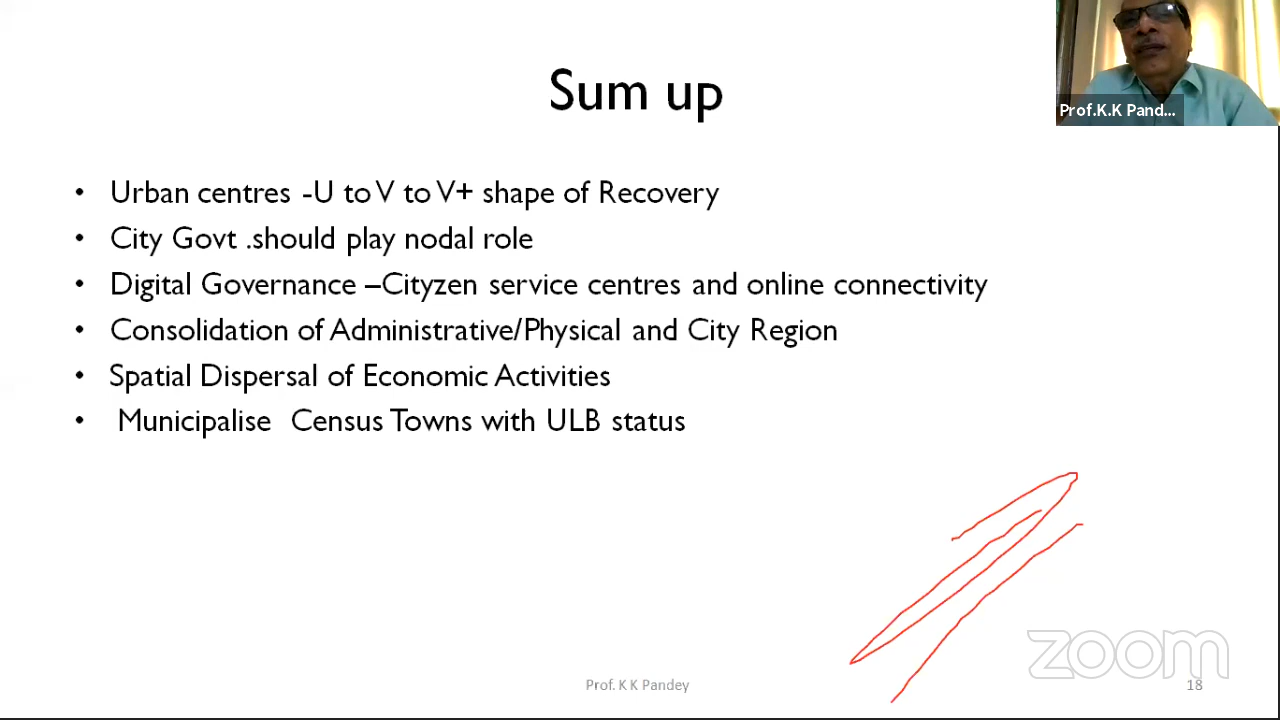 Prof.K.K Pand...
Sum up
• Urban centres -U to V to V+ shape of Recovery
• City Govt .should play nodal role
• Digital Governance –Cityzen service centres and online connectivity
• Consolidation of Administrative/Physical and City Region
• Spatial Dispersal of Economic Activities
• Municipalise Census Towns with ULB status
zoom
Prof. K K Pandey
18